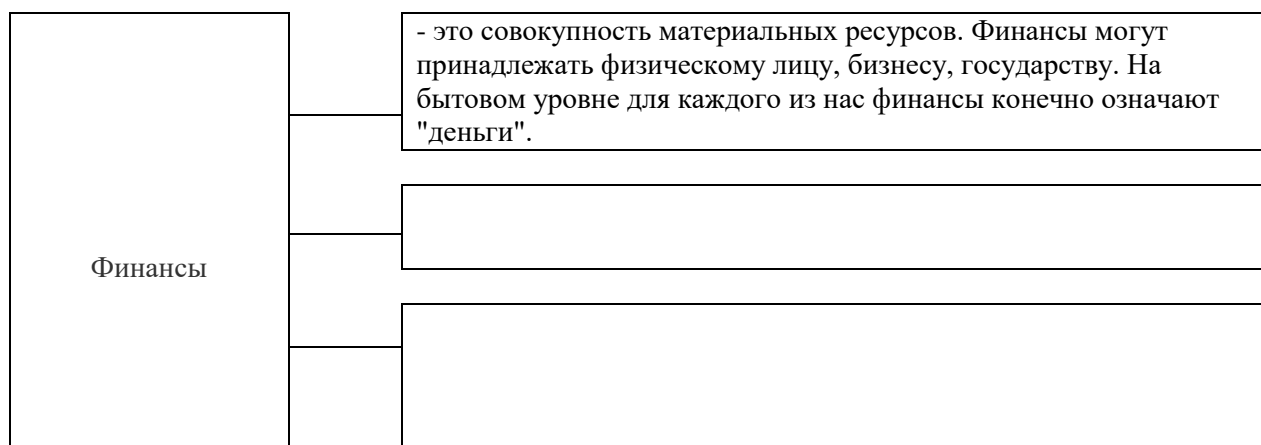 - это совокупность материальных ресурсов. Финансы могут
принадлежать физическому лицу, бизнесу, государству. На
бытовом уровне для каждого из нас финансы конечно означают
"деньги".
Финансы